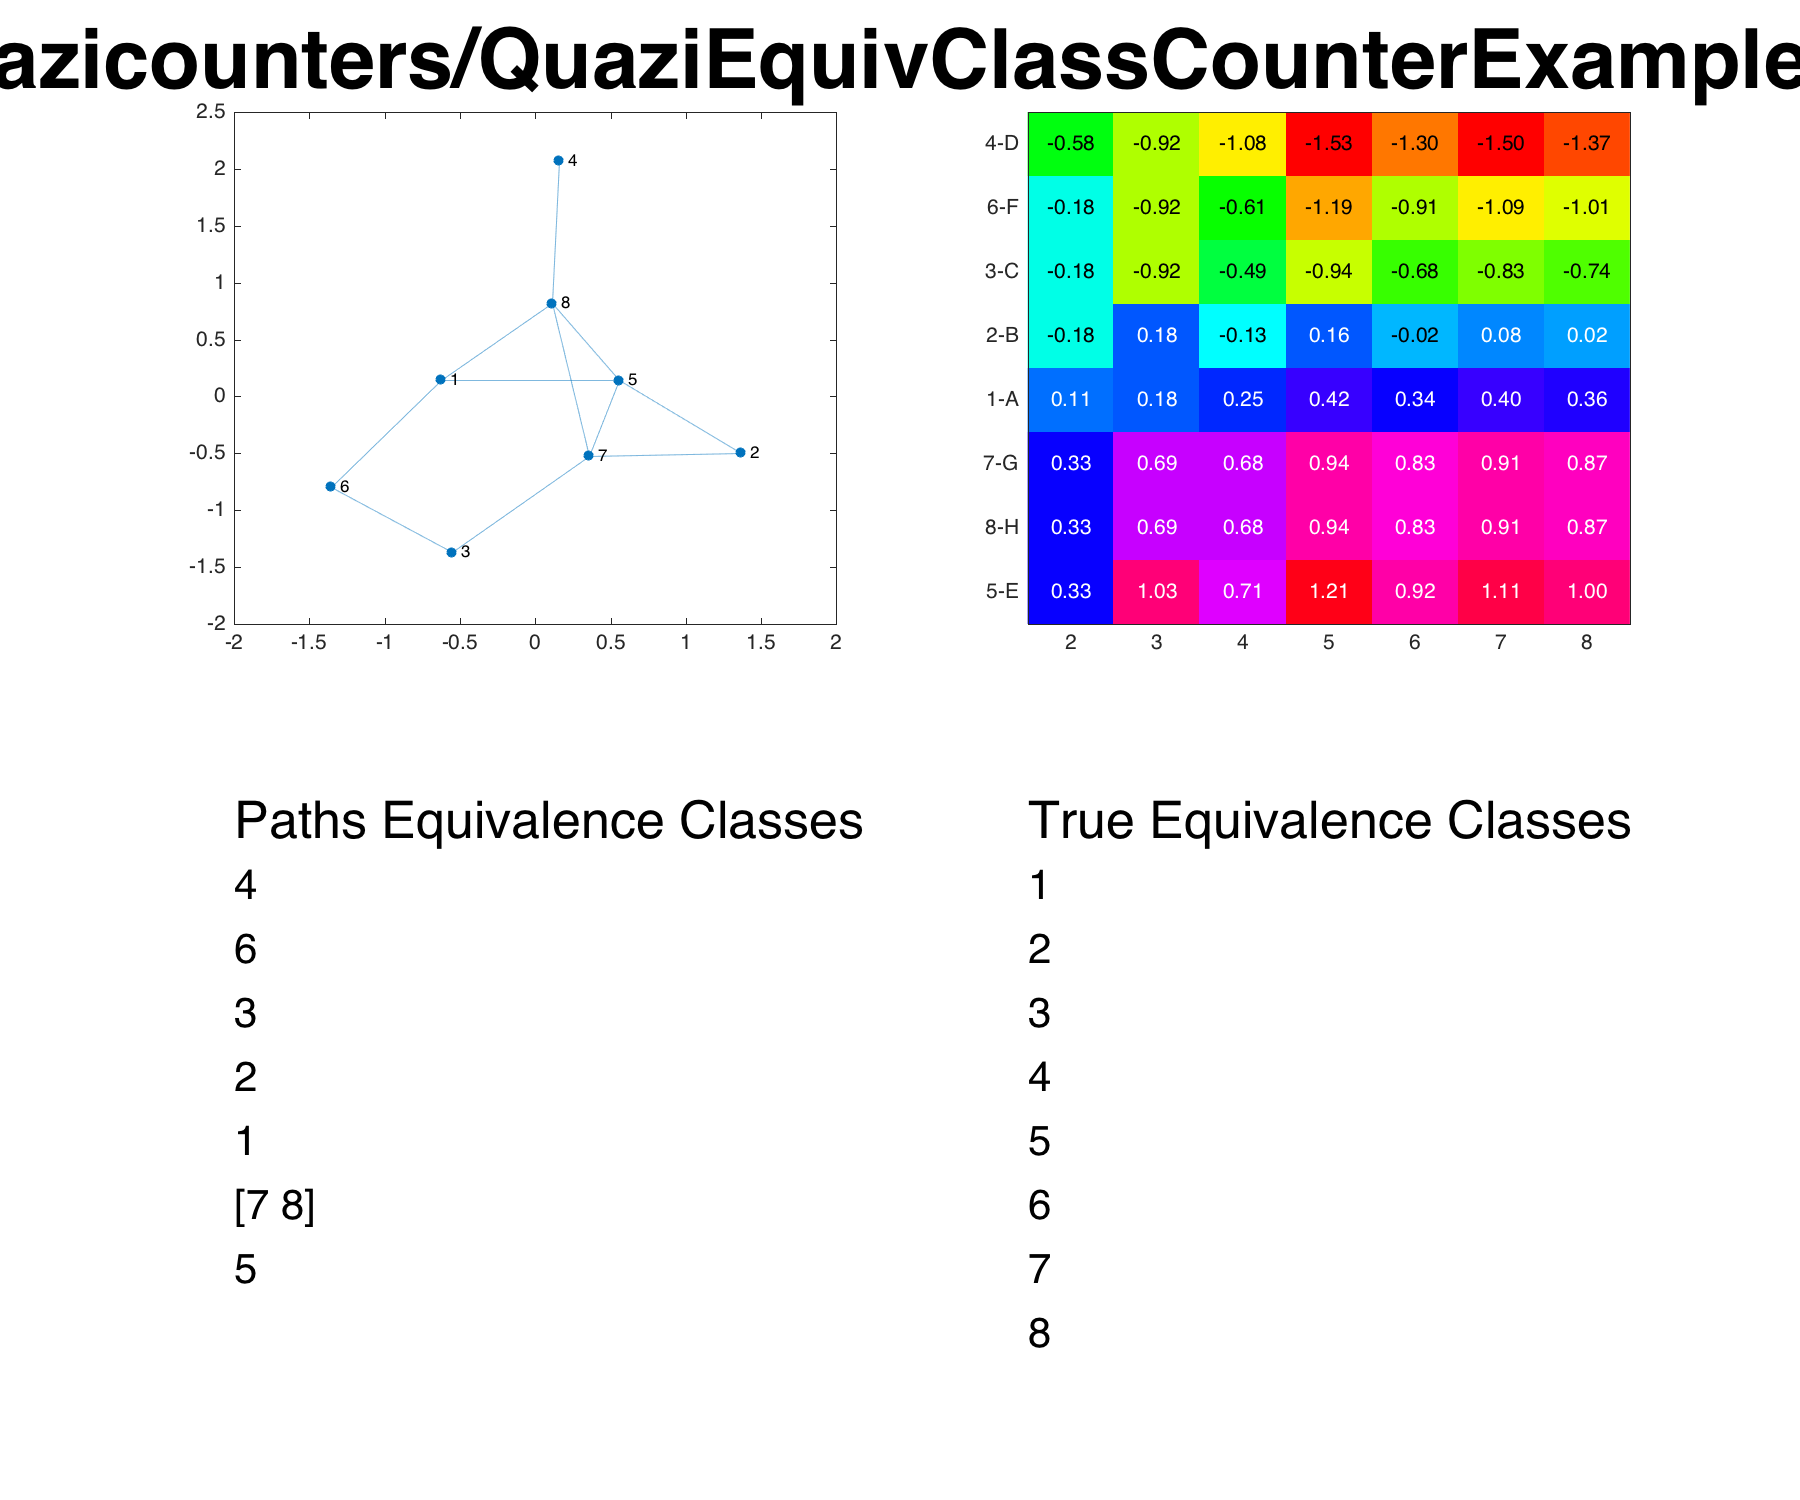 azicounters/QuaziEquivClassCounterExample
2.5
2
1.5
1
0.5
0
-0.5
-1
-1.5
-2
-2 -1.5 -1 -0.5 0 0.5 1 1.5 2
4
8
1
5
7
2
6
3
4-D -0.58 -0.92 -1.08 -1.53 -1.30 -1.50 -1.37
6-F -0.18 -0.92 -0.61 -1.19 -0.91 -1.09 -1.01
3-C -0.18 -0.92 -0.49 -0.94 -0.68 -0.83 -0.74
2-B -0.18 0.18 -0.13 0.16 -0.02 0.08 0.02
1-A 0.11 0.18 0.25 0.42 0.34 0.40 0.36
7-G 0.33 0.69 0.68 0.94 0.83 0.91 0.87
8-H 0.33 0.69 0.68 0.94 0.83 0.91 0.87
5-E 0.33 1.03 0.71 1.21 0.92 1.11 1.00
2 3 4 5 6 7 8
Paths Equivalence Classes
4
6
3
2
1
[7 8]
5
True Equivalence Classes
1
2
3
4
5
6
7
8